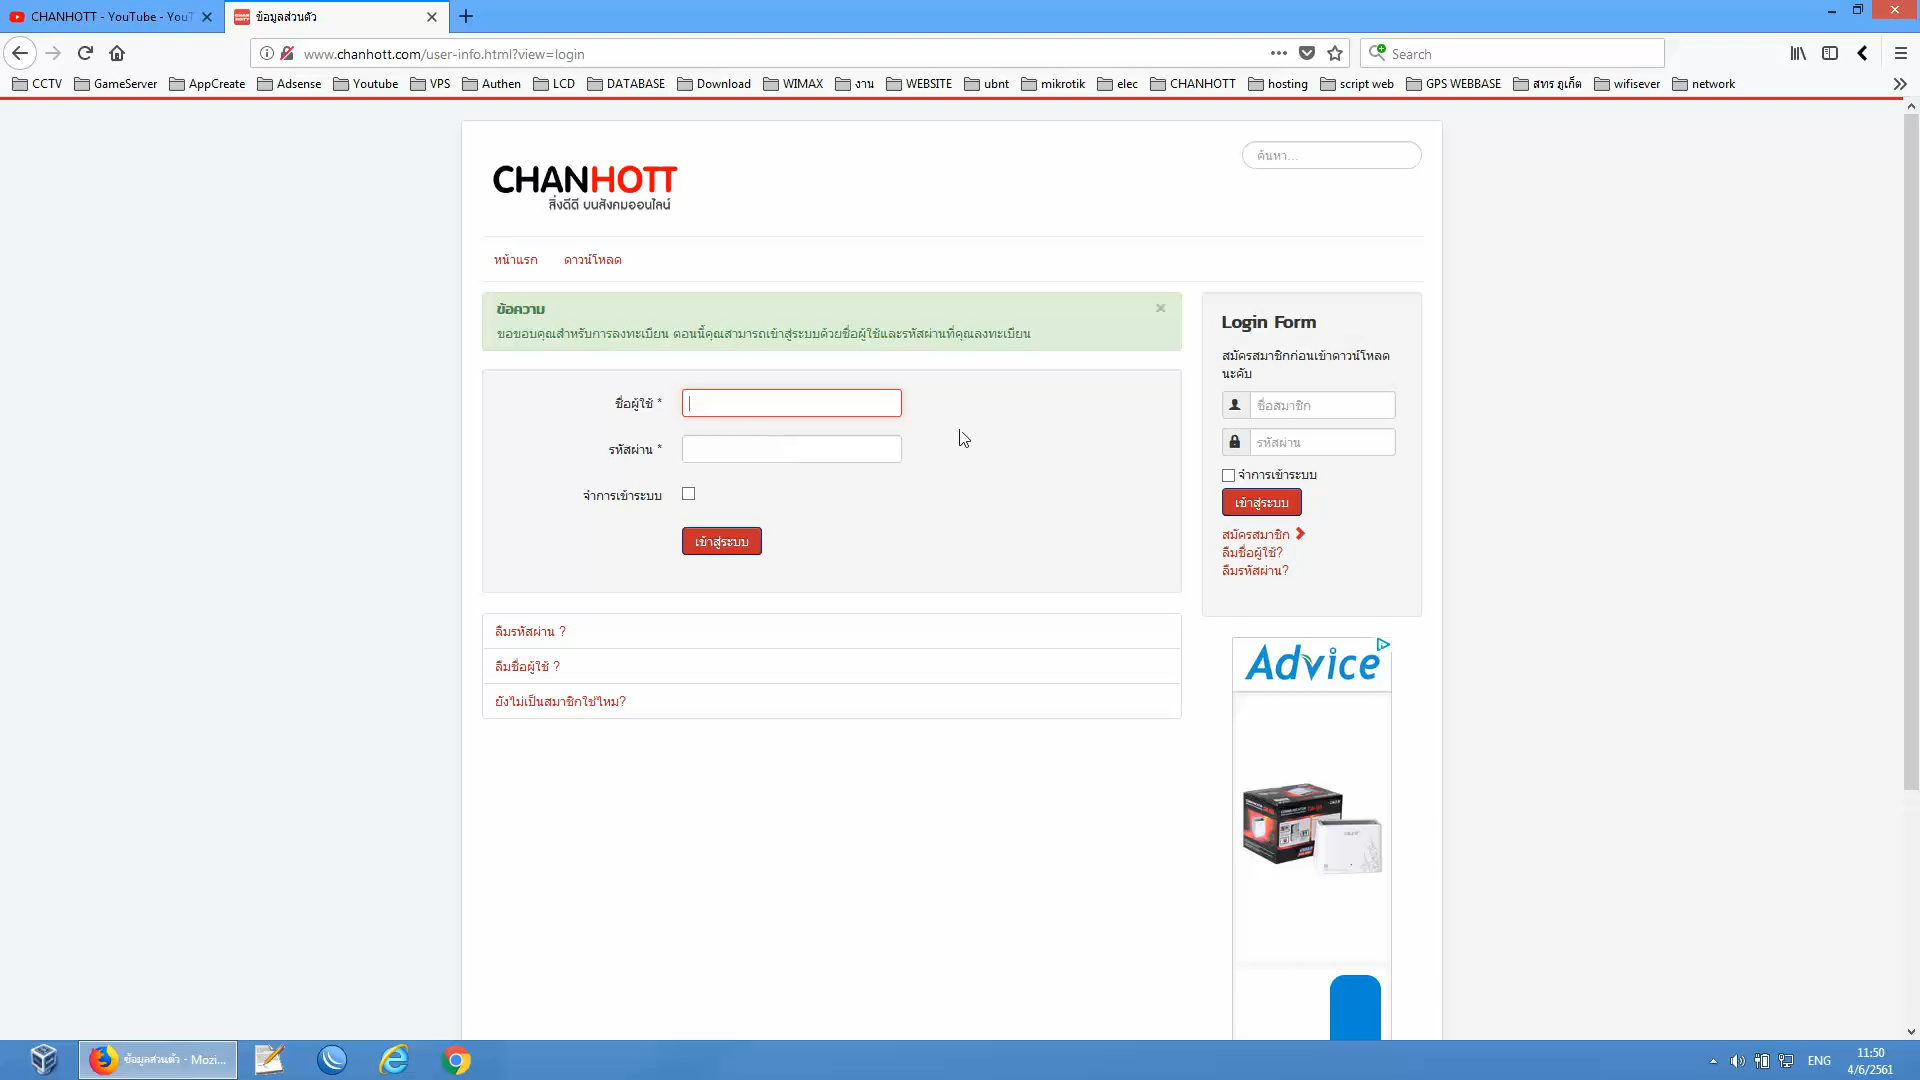 CHANHOTT - YouTube - YouT
ข้อมูลส่วนตัว
www.chanhott.com/user-info.html?view=login
Search
CCTV
GameServer
AppCreate
Adsense
Youtube
VPS
Authen
LCD
DATABASE
Download
WIMAX
งาน
WEBSITE
ubnt
mikrotik
elec
CHANHOTT
hosting
script web
GPS WEBBASE
สทร ภูเก็ต
wifisever
network
ค้นหา...
CHANHOTT
สิ่งดีดี บนสังคมออนไลน์
หน้าแรก
ดาวน์โหลด
ข้อความ
ขอขอบคุณสำหรับการลงทะเบียน ตอนนี้คุณสามารถเข้าสู่ระบบด้วยชื่อผู้ใช้และรหัสผ่านที่คุณลงทะเบียน
ชื่อผู้ใช้ *
รหัสผ่าน *
จำการเข้าระบบ
เข้าสู่ระบบ
ลืมรหัสผ่าน ?
ลืมชื่อผู้ใช้ ?
ยังไม่เป็นสมาชิกใช่ไหม?
Login Form
สมัครสมาชิกก่อนเข้าดาวน์โหลด
นะคับ
ชื่อสมาชิก
รหัสผ่าน
จำการเข้าระบบ
เข้าสู่ระบบ
สมัครสมาชิก
ลืมชื่อผู้ใช้?
ลืมรหัสผ่าน?
Advice
ข้อมูลส่วนตัว - Mozi...
ENG
11:50
4/6/2561